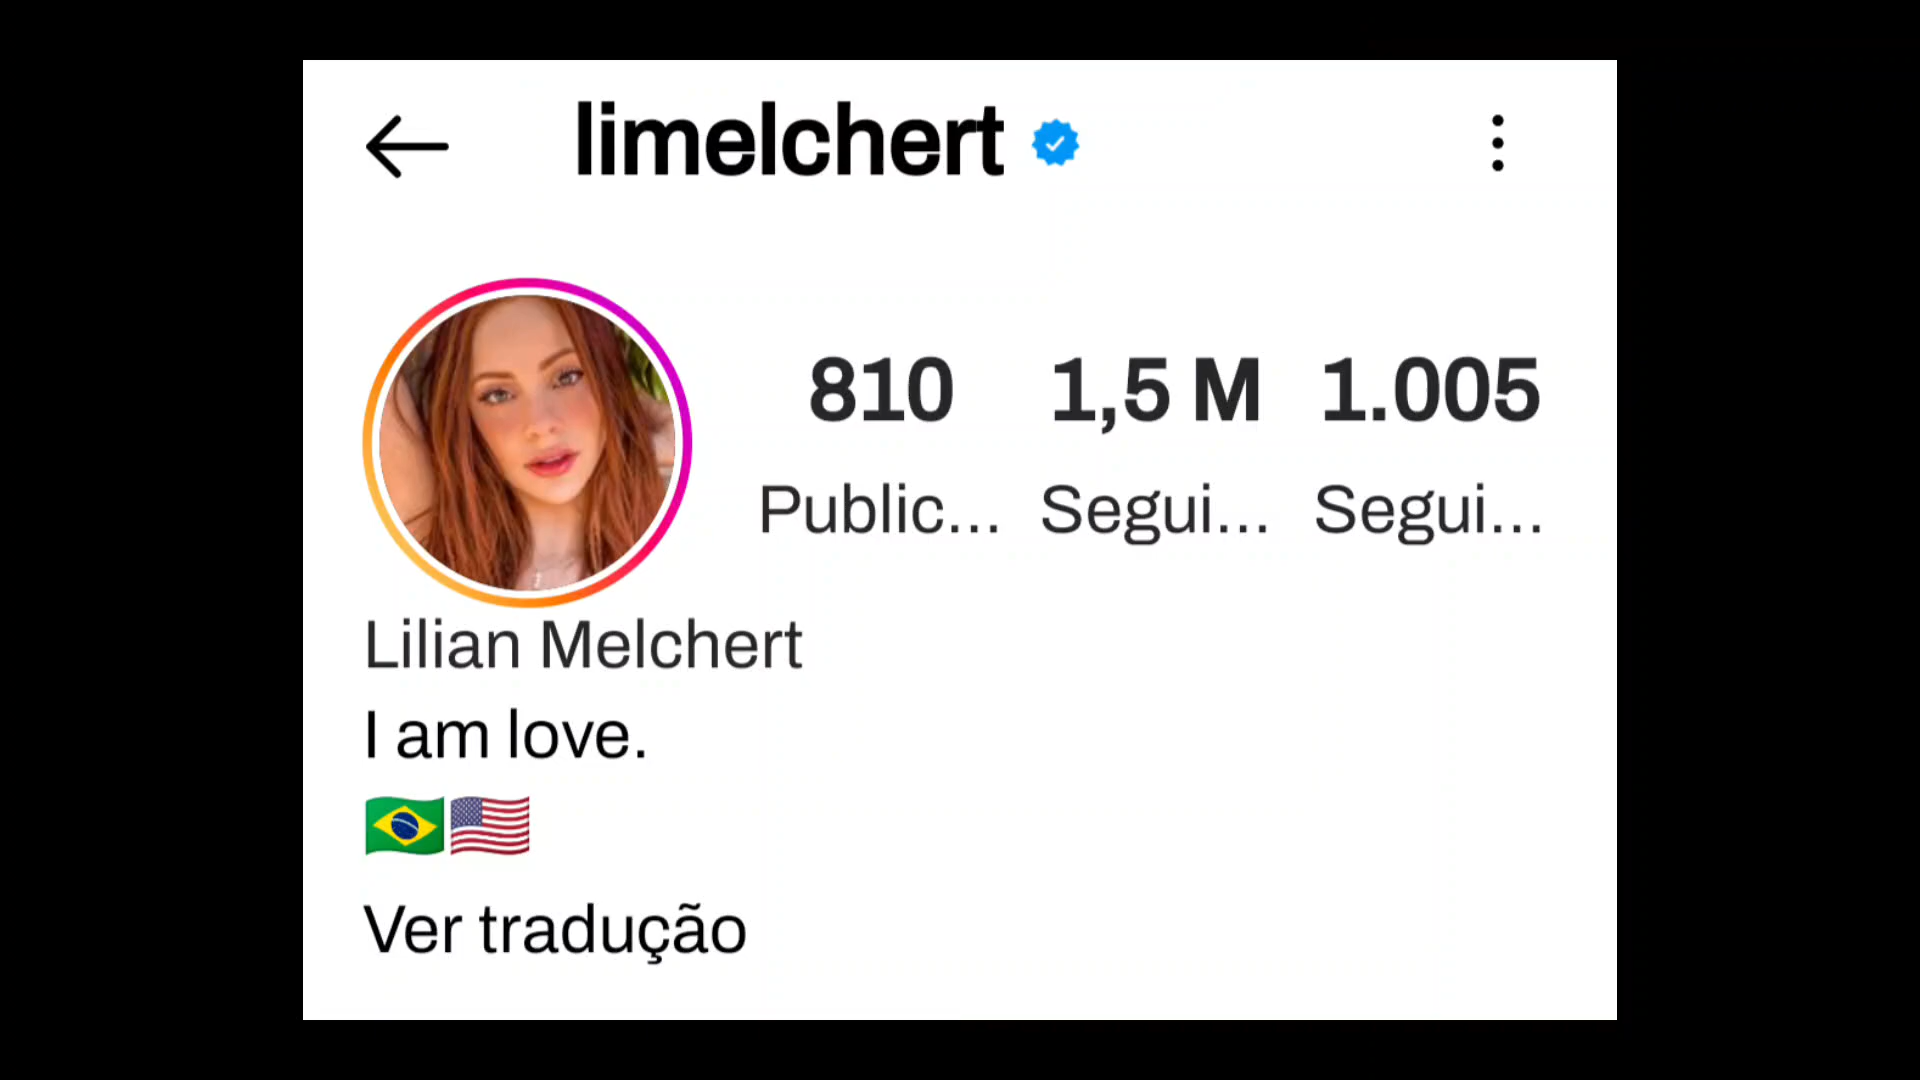 limelchert
810 1,5 M 1.005
Public... Segui... Segui...
Lilian Melchert
I am love.
🇧🇷🇺🇸
Ver tradução